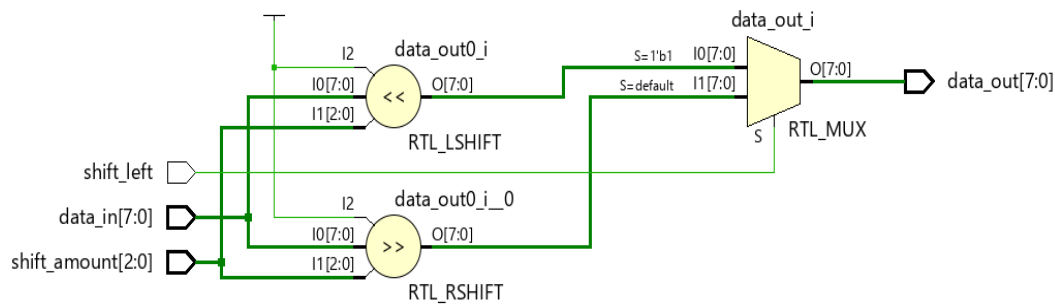 data_out_i
I2
data_out0_i
S=1'b1
I0[7:0]
O[7:0]
I0[7:0]
<<
O[7:0]
S=default
I1[7:0]
data_out[7:0]
I1[2:0]
RTL_LSHIFT
S
RTL_MUX
shift_left
I2
data_out0_i__0
data_in[7:0]
I0[7:0]
>>
O[7:0]
shift_amount[2:0]
I1[2:0]
RTL_RSHIFT